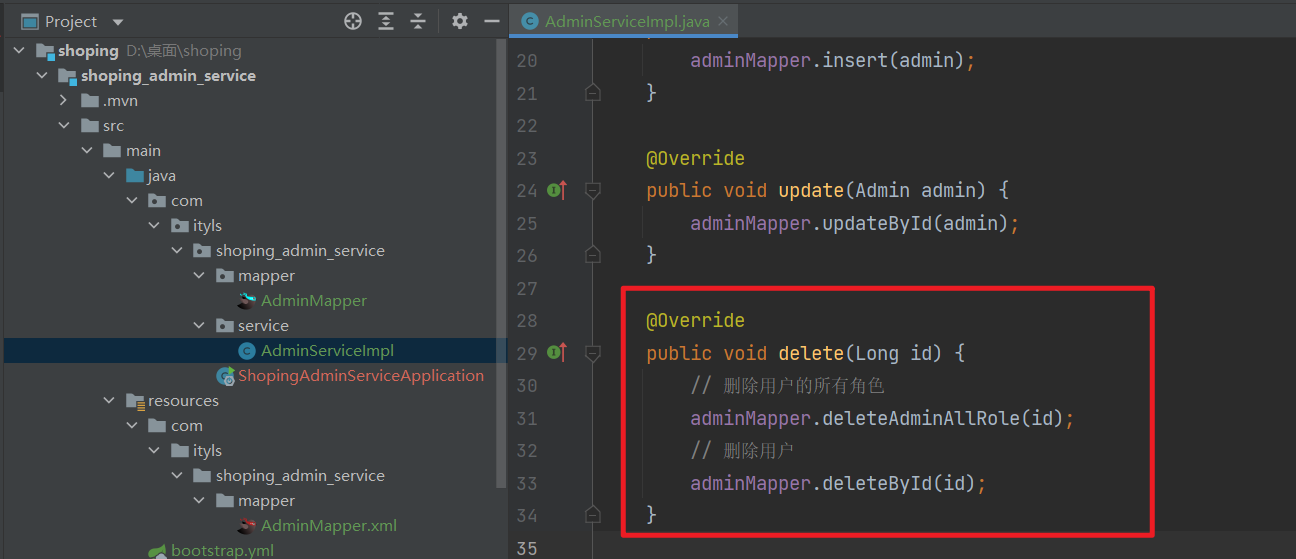 Project
shoping D:\桌面\shoping
shoping_admin_service
.mvn
src
main
java
com
ityls
shoping_admin_service
mapper
AdminMapper
service
AdminServiceImpl
ShopingAdminServiceApplication
resources
com
ityls
shoping_admin_service
mapper
AdminMapper.xml
bootstrap.yml
AdminServiceImpl.java
20 adminMapper.insert(admin);
21 }
22
23 @Override
24 public void update(Admin admin) {
25 adminMapper.updateById(admin);
26 }
27
28 @Override
29 public void delete(Long id) {
30 // 删除用户的所有角色
31 adminMapper.deleteAdminAllRole(id);
32 // 删除用户
33 adminMapper.deleteById(id);
34 }
35